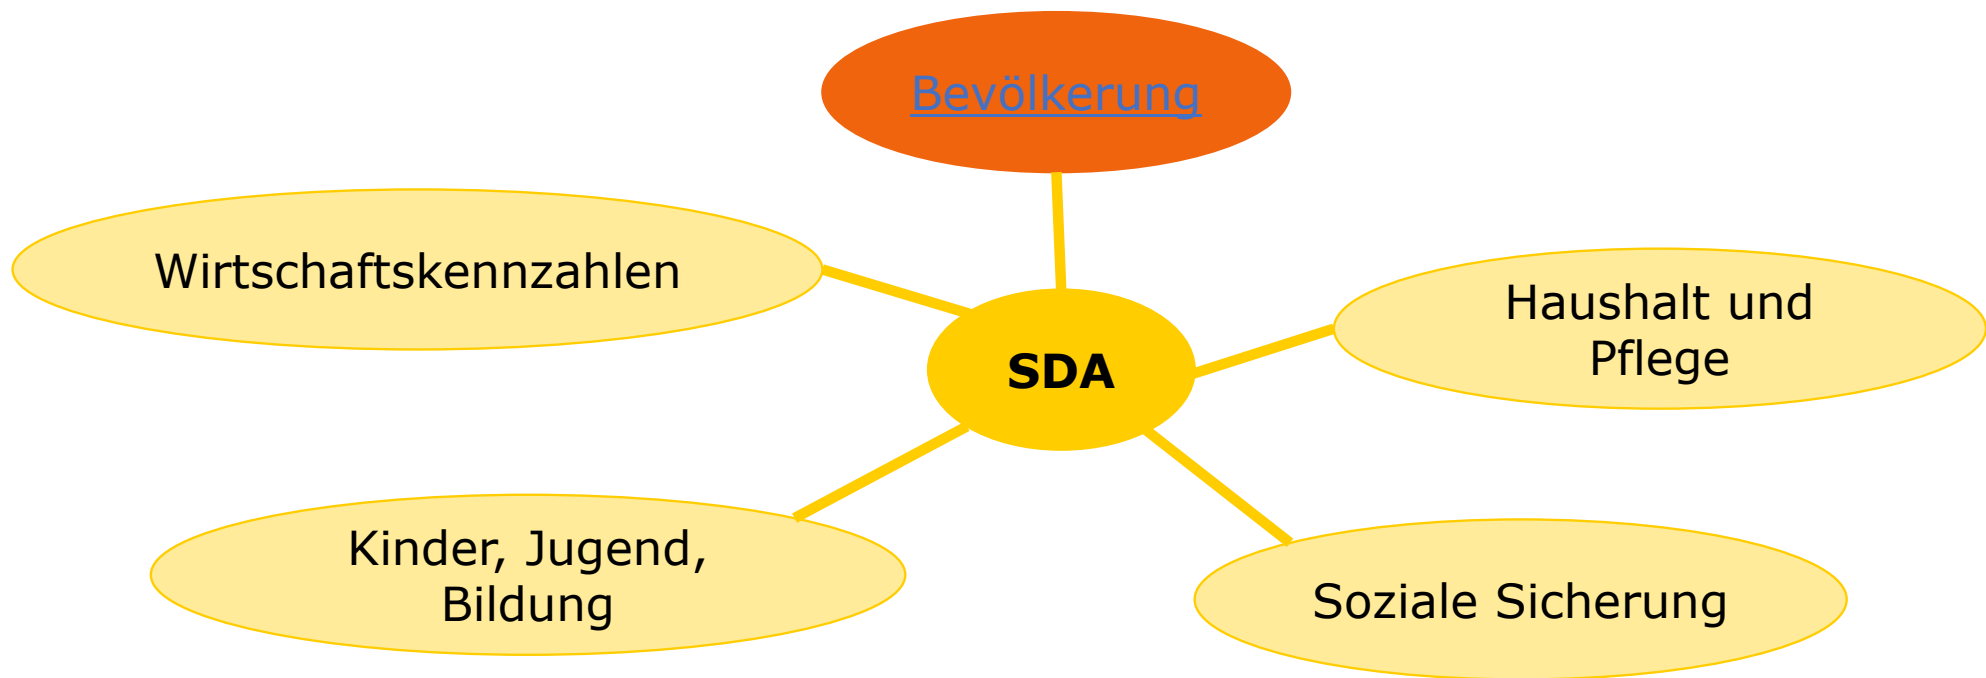 Bevölkerung
Wirtschaftskennzahlen
Haushalt und
Pflege
SDA
Kinder, Jugend,
Bildung
Soziale Sicherung